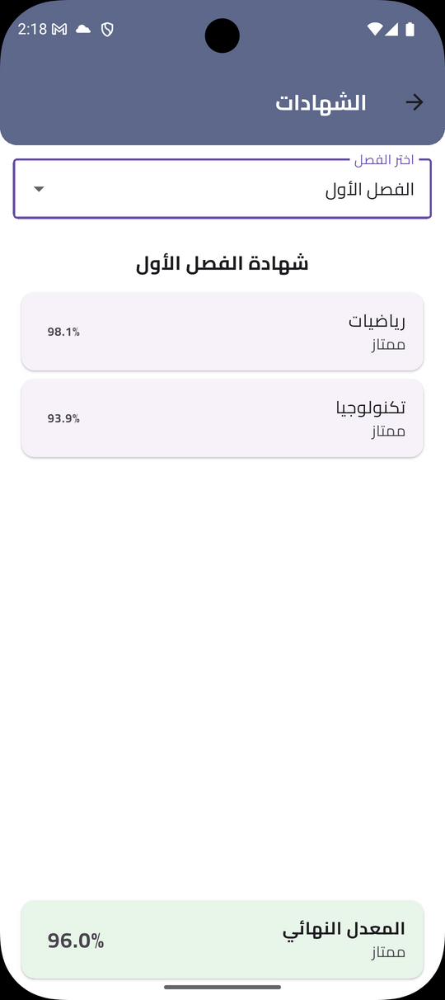 2:18
الشهادات
اختر الفصل
الفصل الأول
شهادة الفصل الأول
رياضيات
ممتاز
98.1%
تكنولوجيا
ممتاز
93.9%
المعدل النهائي
ممتاز
96.0%